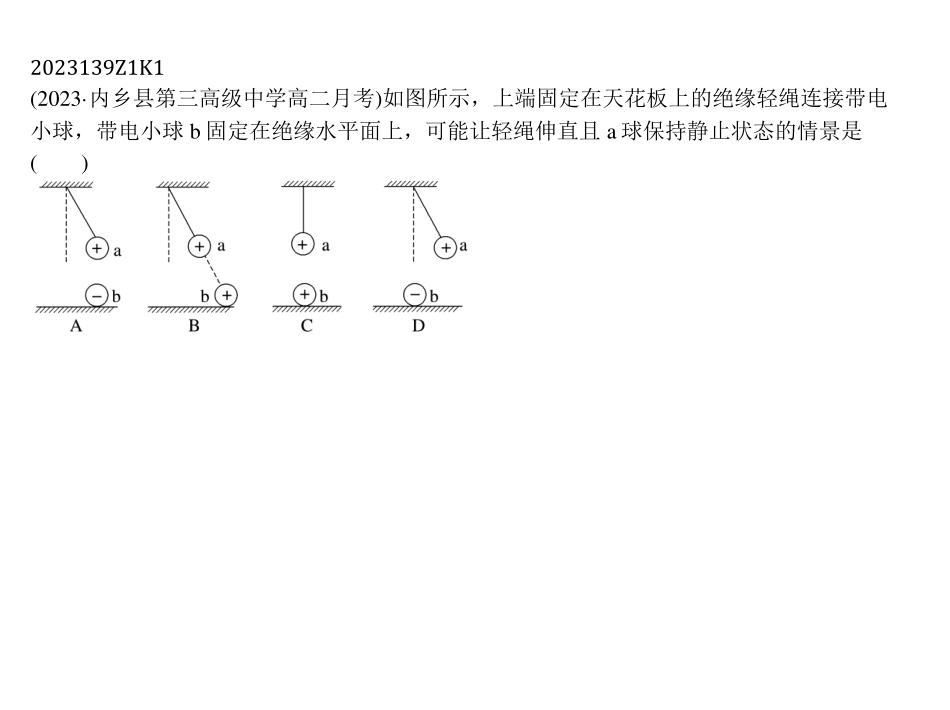 2023139Z1K1
(2023·内乡县第三高级中学高二月考)如图所示，上端固定在天花板上的绝缘轻绳连接带电
小球，带电小球 b 固定在绝缘水平面上，可能让轻绳伸直且 a 球保持静止状态的情景是
(　　)
+ a + a + a + a
− b b + + b − b
A B C D